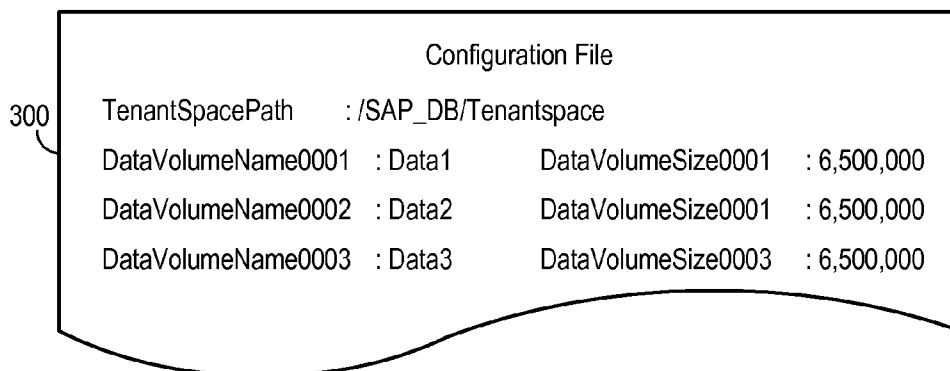 Configuration File
TenantSpacePath : /SAP_DB/Tenantspace
300
DataVolumeName0001 : Data1 DataVolumeSize0001 : 6,500,000
DataVolumeName0002 : Data2 DataVolumeSize0001 : 6,500,000
DataVolumeName0003 : Data3 DataVolumeSize0003 : 6,500,000